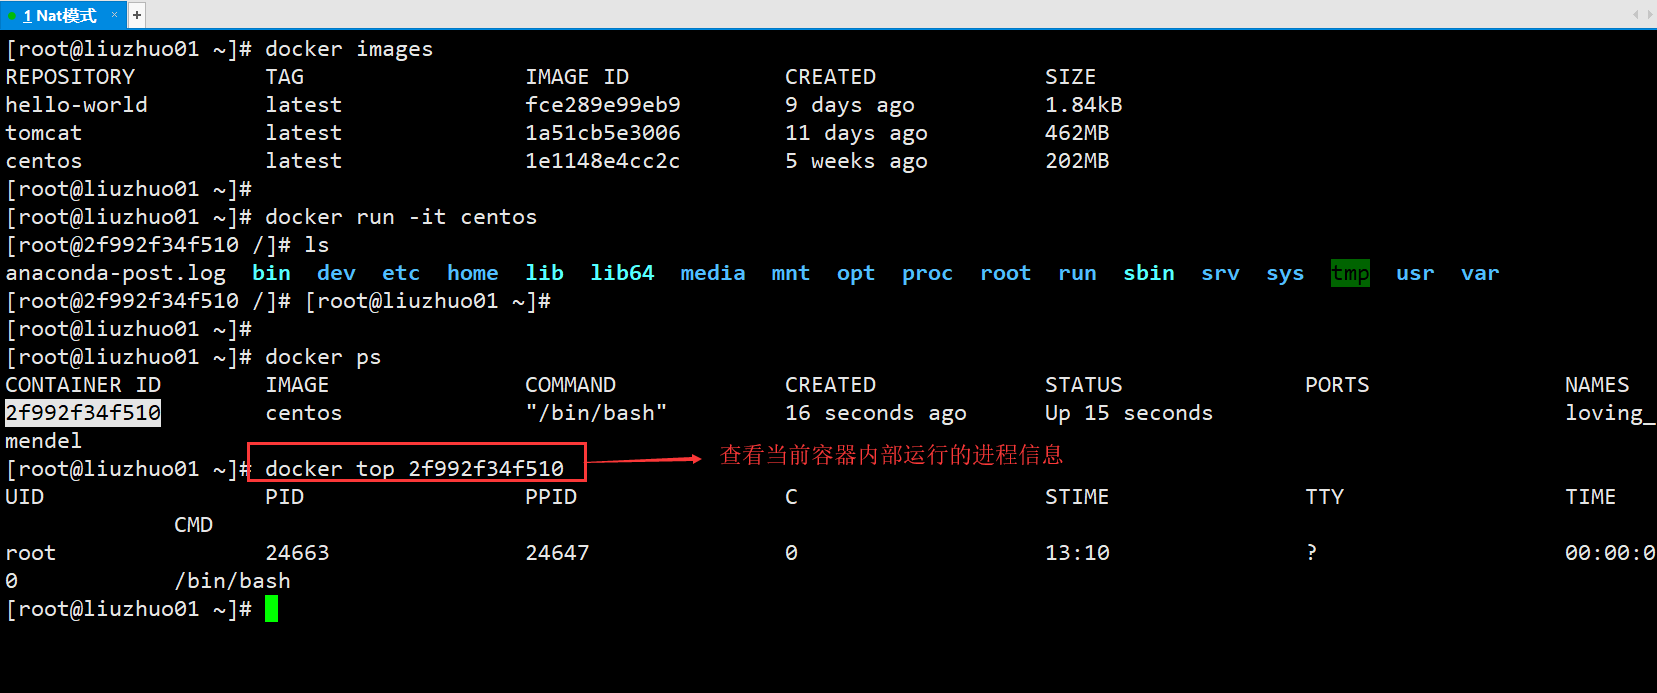 1 Nat模式 × +
[root@liuzhuo01 ~]# docker images
REPOSITORY TAG IMAGE ID CREATED SIZE
hello-world latest fce289e99eb9 9 days ago 1.84kB
tomcat latest 1a51cb5e3006 11 days ago 462MB
centos latest 1e1148e4cc2c 5 weeks ago 202MB
[root@liuzhuo01 ~]#
[root@liuzhuo01 ~]# docker run -it centos
[root@2f992f34f510 /]# ls
anaconda-post.log bin dev etc home lib lib64 media mnt opt proc root run sbin srv sys tmp usr var
[root@2f992f34f510 /]# [root@liuzhuo01 ~]#
[root@liuzhuo01 ~]#
[root@liuzhuo01 ~]# docker ps
CONTAINER ID IMAGE COMMAND CREATED STATUS PORTS NAMES
2f992f34f510 centos "/bin/bash" 16 seconds ago Up 15 seconds loving_
mendel
[root@liuzhuo01 ~]# docker top 2f992f34f510 查看当前容器内部运行的进程信息
UID PID PPID C STIME TTY TIME
CMD
root 24663 24647 0 13:10 ? 00:00:0
0 /bin/bash
[root@liuzhuo01 ~]#